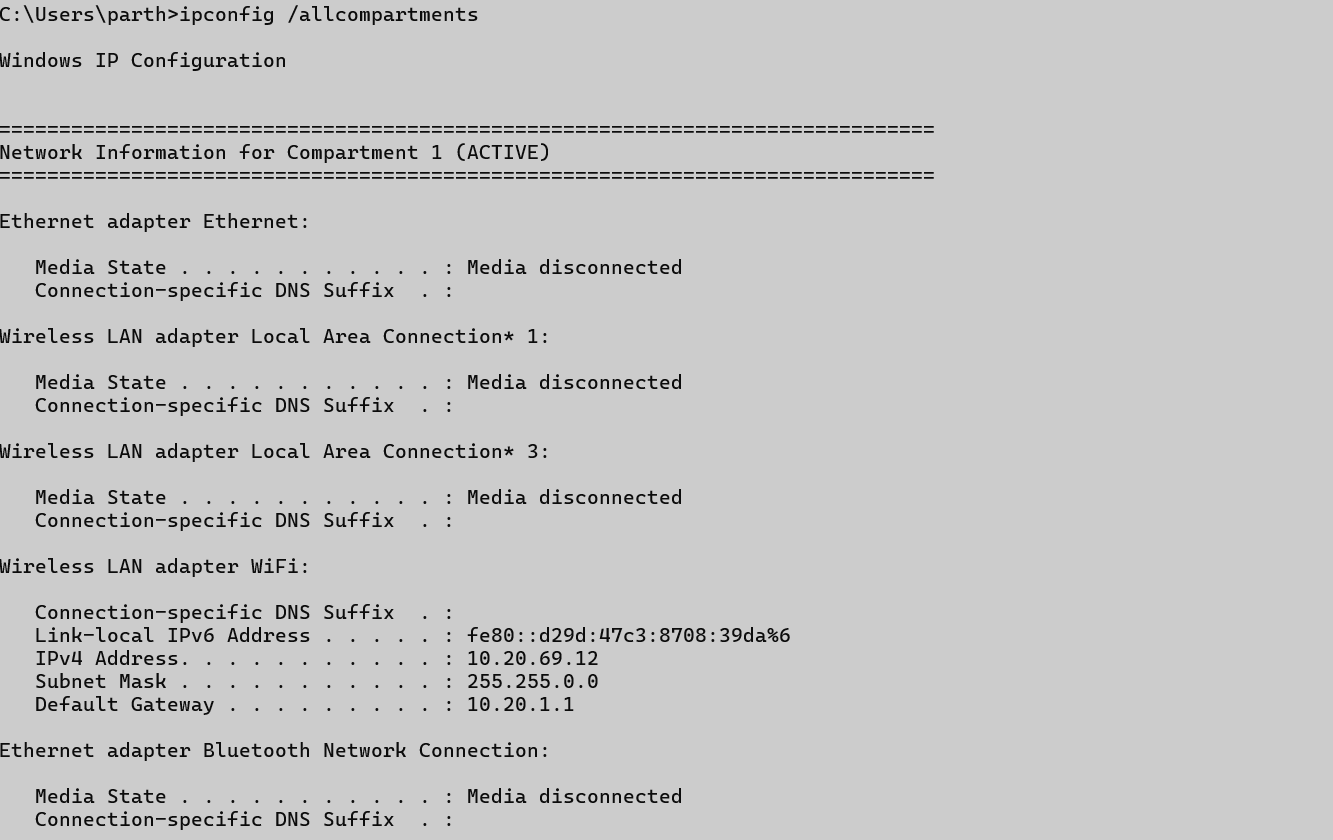 C:\Users\parth>ipconfig /allcompartments
Windows IP Configuration
==============================================================================
Network Information for Compartment 1 (ACTIVE)
==============================================================================
Ethernet adapter Ethernet:
   Media State . . . . . . . . . . . : Media disconnected
   Connection-specific DNS Suffix  . :
Wireless LAN adapter Local Area Connection* 1:
   Media State . . . . . . . . . . . : Media disconnected
   Connection-specific DNS Suffix  . :
Wireless LAN adapter Local Area Connection* 3:
   Media State . . . . . . . . . . . : Media disconnected
   Connection-specific DNS Suffix  . :
Wireless LAN adapter WiFi:
   Connection-specific DNS Suffix  . :
   Link-local IPv6 Address . . . . . : fe80::d29d:47c3:8708:39da%6
   IPv4 Address. . . . . . . . . . . : 10.20.69.12
   Subnet Mask . . . . . . . . . . . : 255.255.0.0
   Default Gateway . . . . . . . . . : 10.20.1.1
Ethernet adapter Bluetooth Network Connection:
   Media State . . . . . . . . . . . : Media disconnected
   Connection-specific DNS Suffix  . :